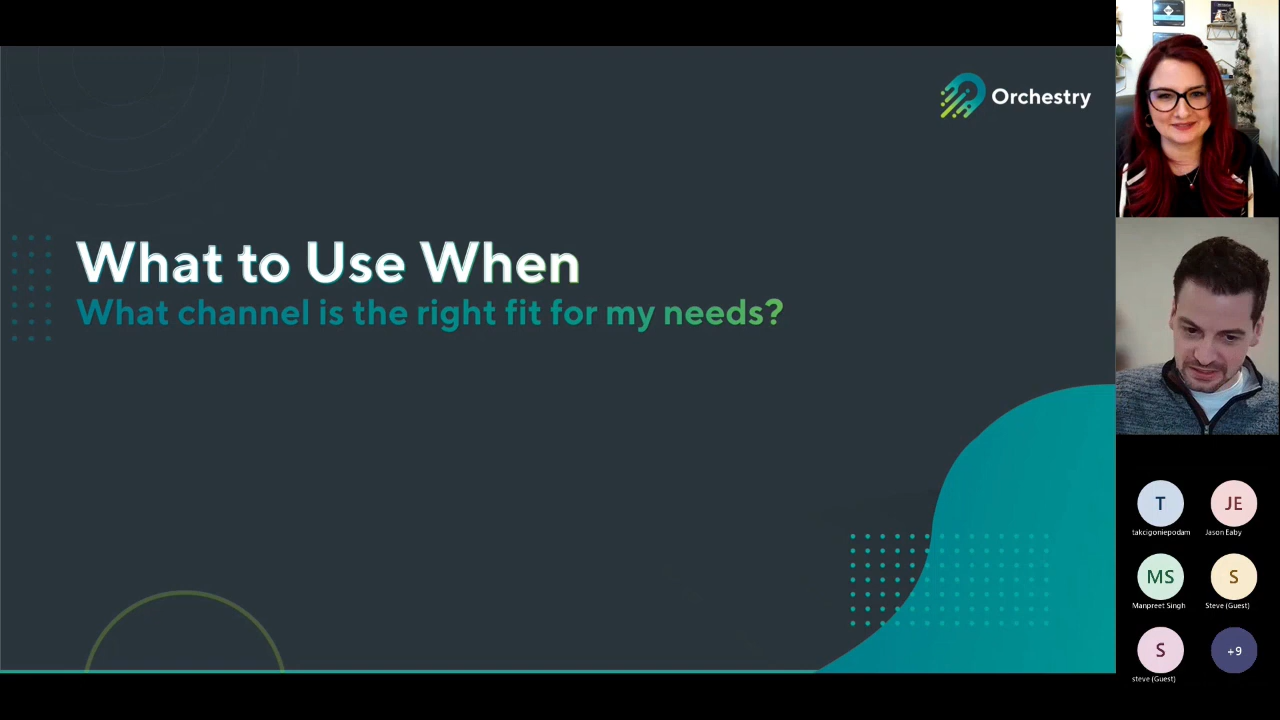 Orchestry
What to Use When
What channel is the right fit for my needs?
T
JE
takcigoniepodam
Jason Eaby
MS
S
Manpreet Singh
Steve (Guest)
S
+9
steve (Guest)